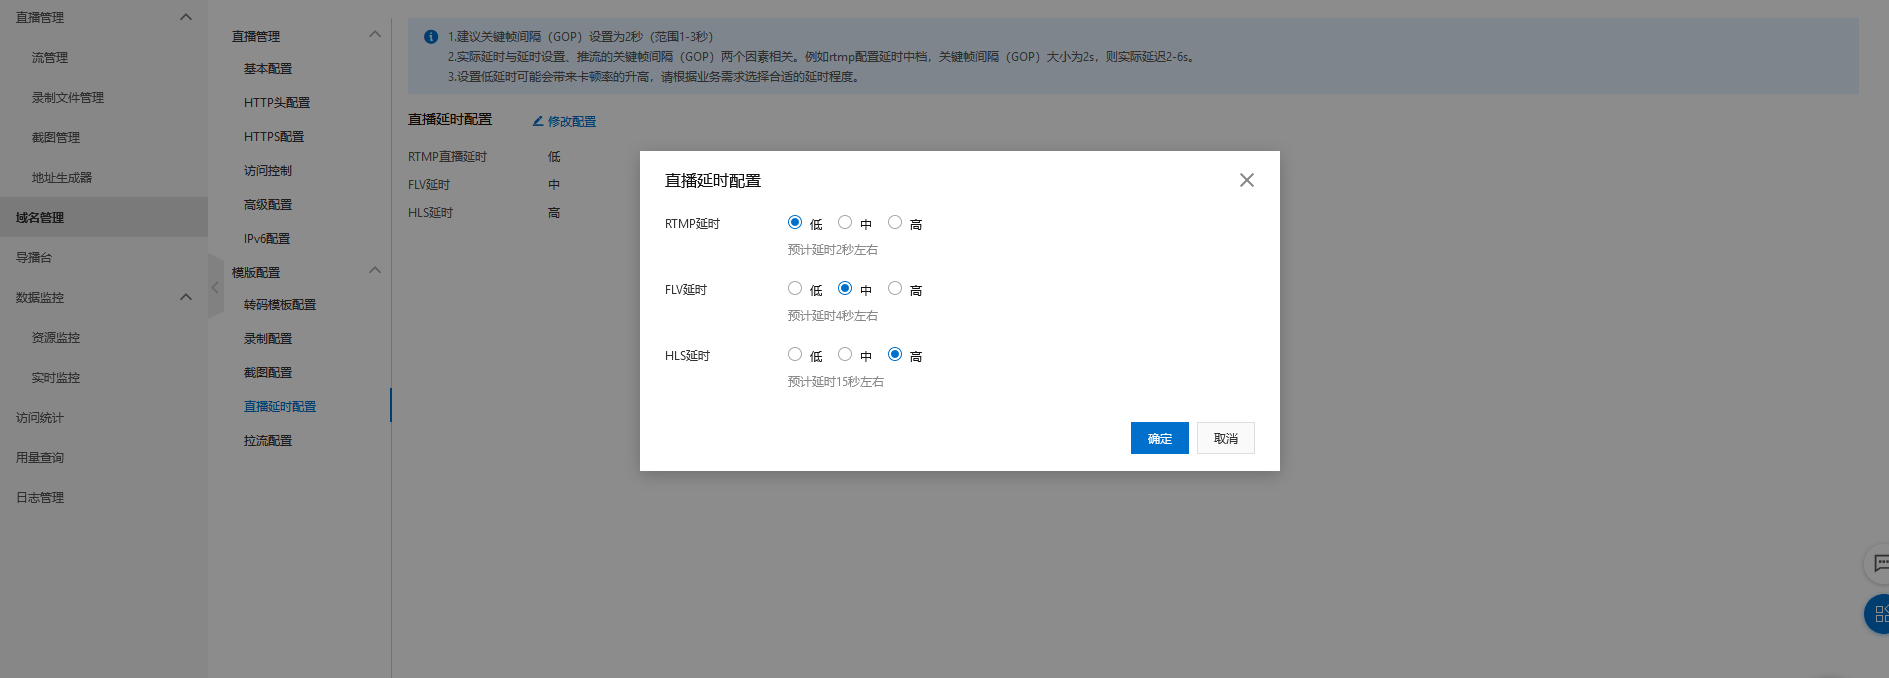 直播管理
流管理
录制文件管理
截图管理
地址生成器
域名管理
导播台
数据监控
资源监控
实时监控
访问统计
用量查询
日志管理
直播管理
基本配置
HTTP头配置
HTTPS配置
访问控制
高级配置
IPv6配置
模版配置
转码模板配置
录制配置
截图配置
直播延时配置
拉流配置
1.建议关键帧间隔（GOP）设置为2秒（范围1-3秒）
2.实际延时与延时设置、推流的关键帧间隔（GOP）两个因素相关。例如rtmp配置延时中档，关键帧间隔（GOP）大小为2s，则实际延迟2-6s。
3.设置低延时可能会带来卡顿率的升高，请根据业务需求选择合适的延时程度。
直播延时配置 修改配置
RTMP直播延时 低
FLV延时 中
HLS延时 高
直播延时配置
RTMP延时 低 中 高
预计延时2秒左右
FLV延时 低 中 高
预计延时4秒左右
HLS延时 低 中 高
预计延时15秒左右
确定 取消